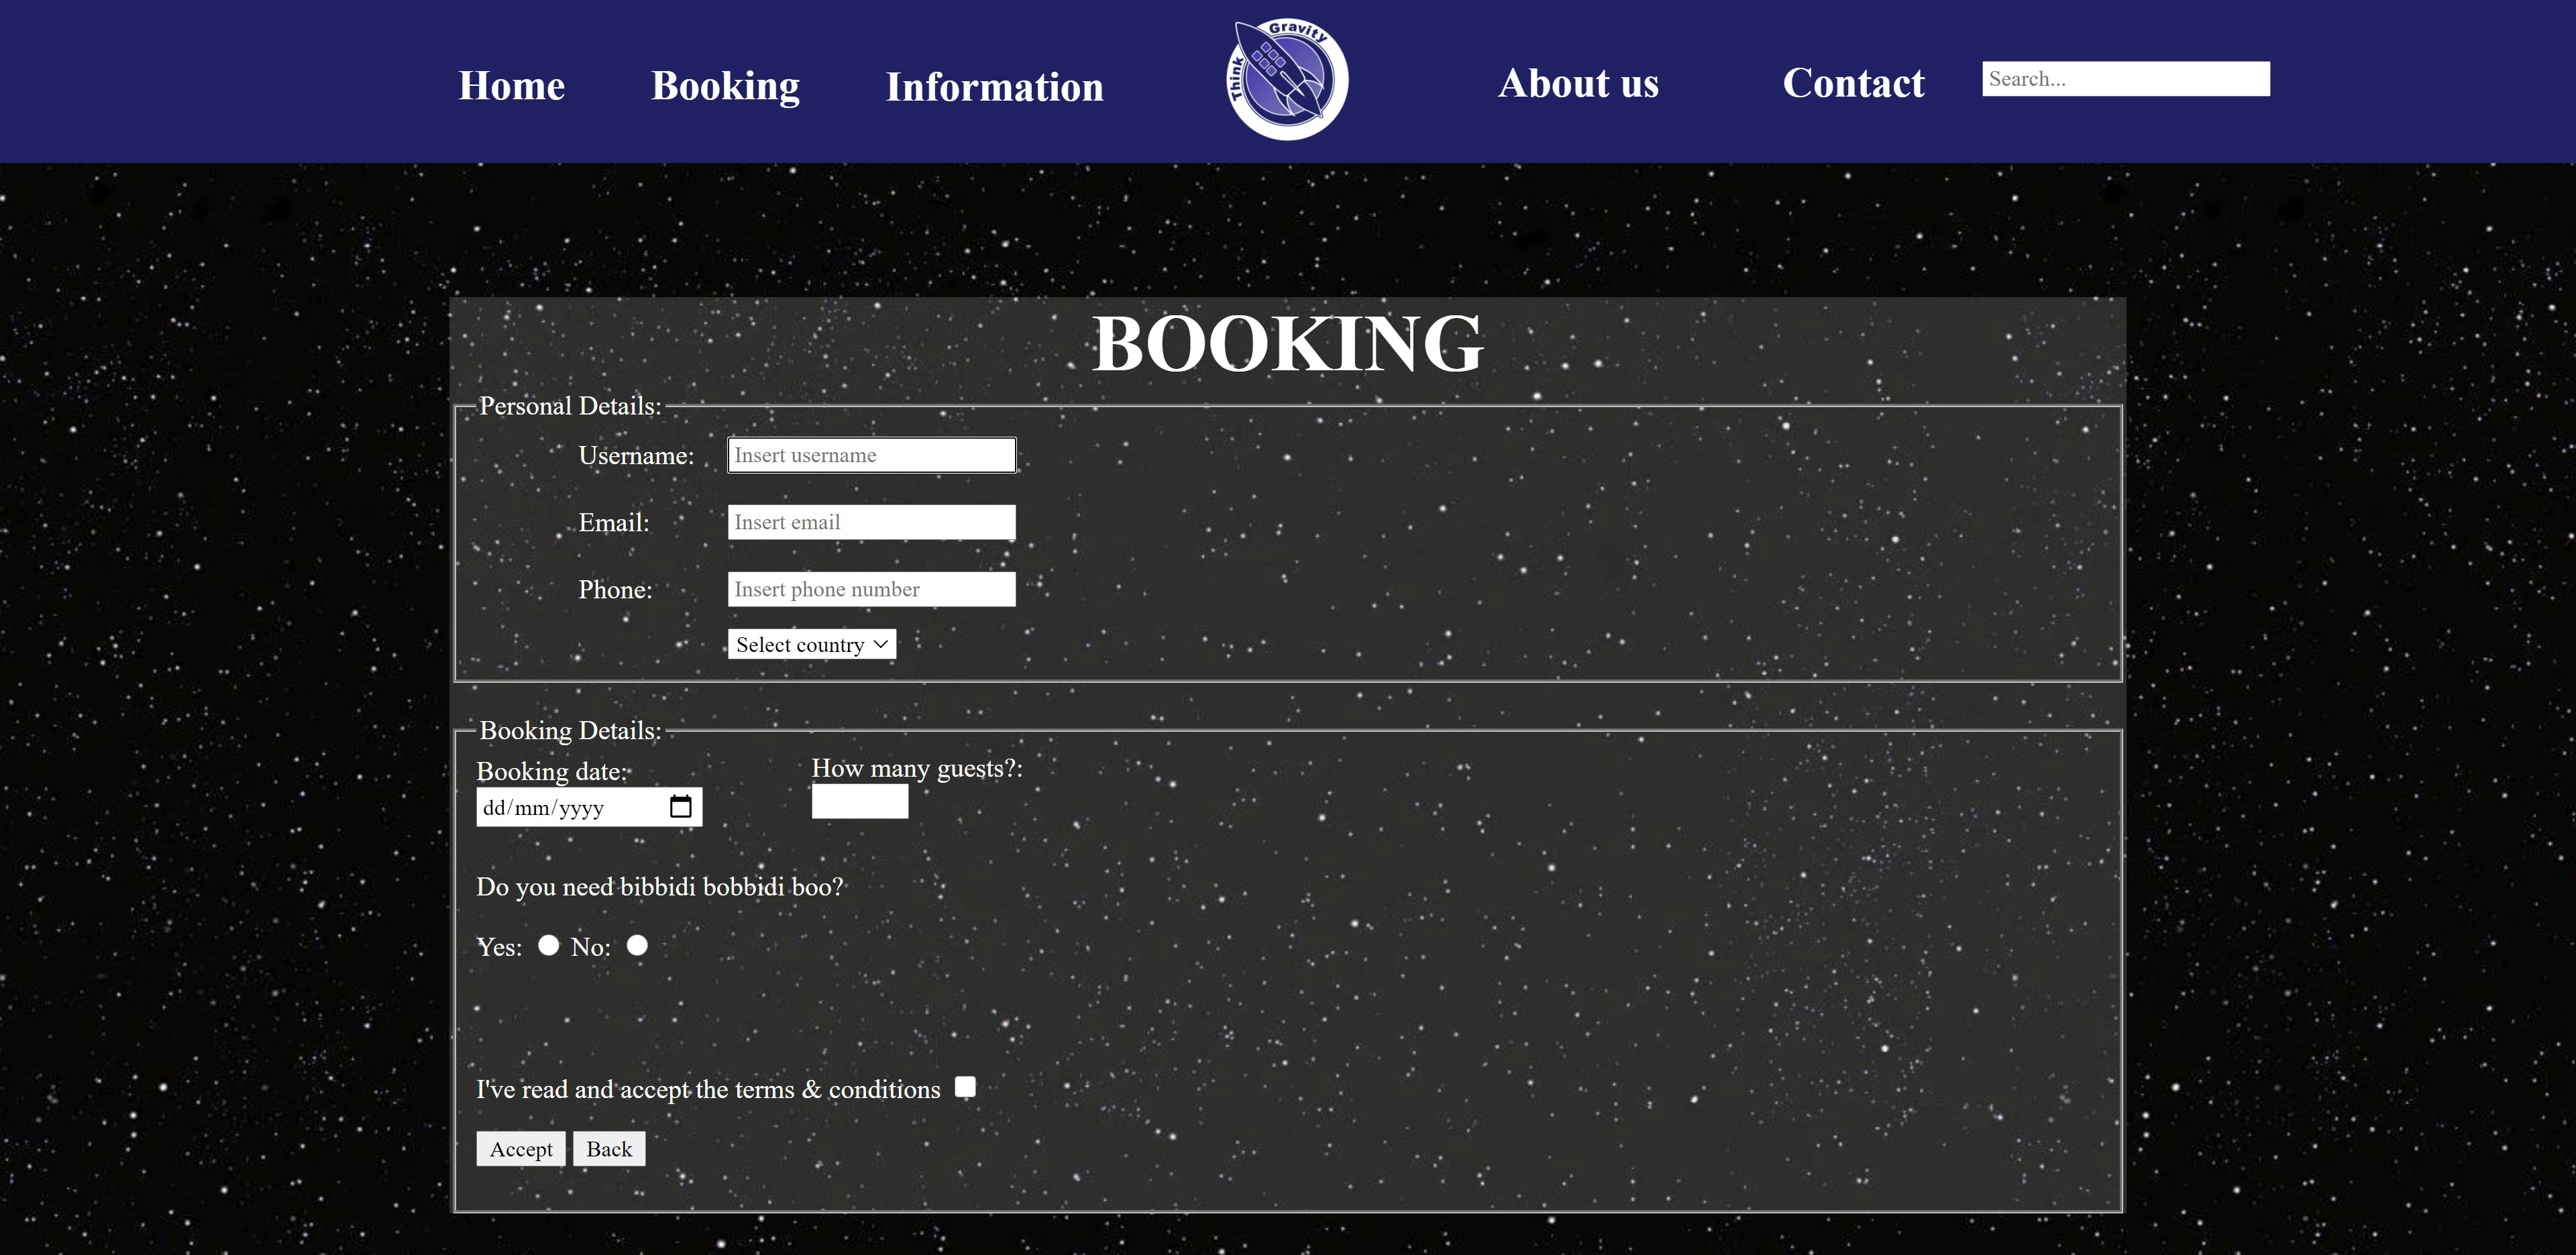 Home Booking Information Think Gravity About us Contact Search...
BOOKING
Personal Details:
Username: Insert username
Email: Insert email
Phone: Insert phone number
Select country
Booking Details:
Booking date: How many guests?:
dd/mm/yyyy
Do you need bibbidi bobbidi boo?
Yes: No:
I've read and accept the terms & conditions
Accept Back